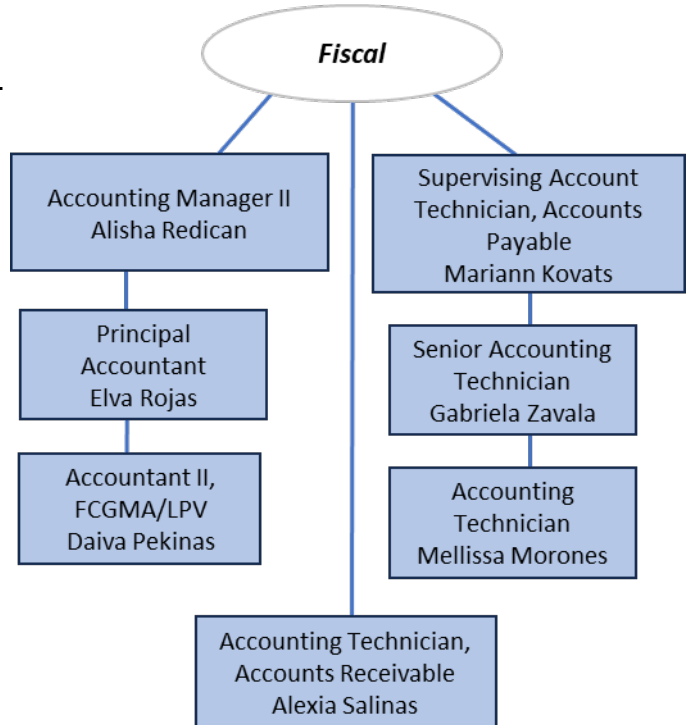 Fiscal
Accounting Manager II
Alisha Redican
Principal
Accountant
Elva Rojas
Accountant II,
FCGMA/LPV
Daiva Pekinas
Supervising Account
Technician, Accounts
Payable
Mariann Kovats
Senior Accounting
Technician
Gabriela Zavala
Accounting
Technician
Mellissa Morones
Accounting Technician,
Accounts Receivable
Alexia Salinas